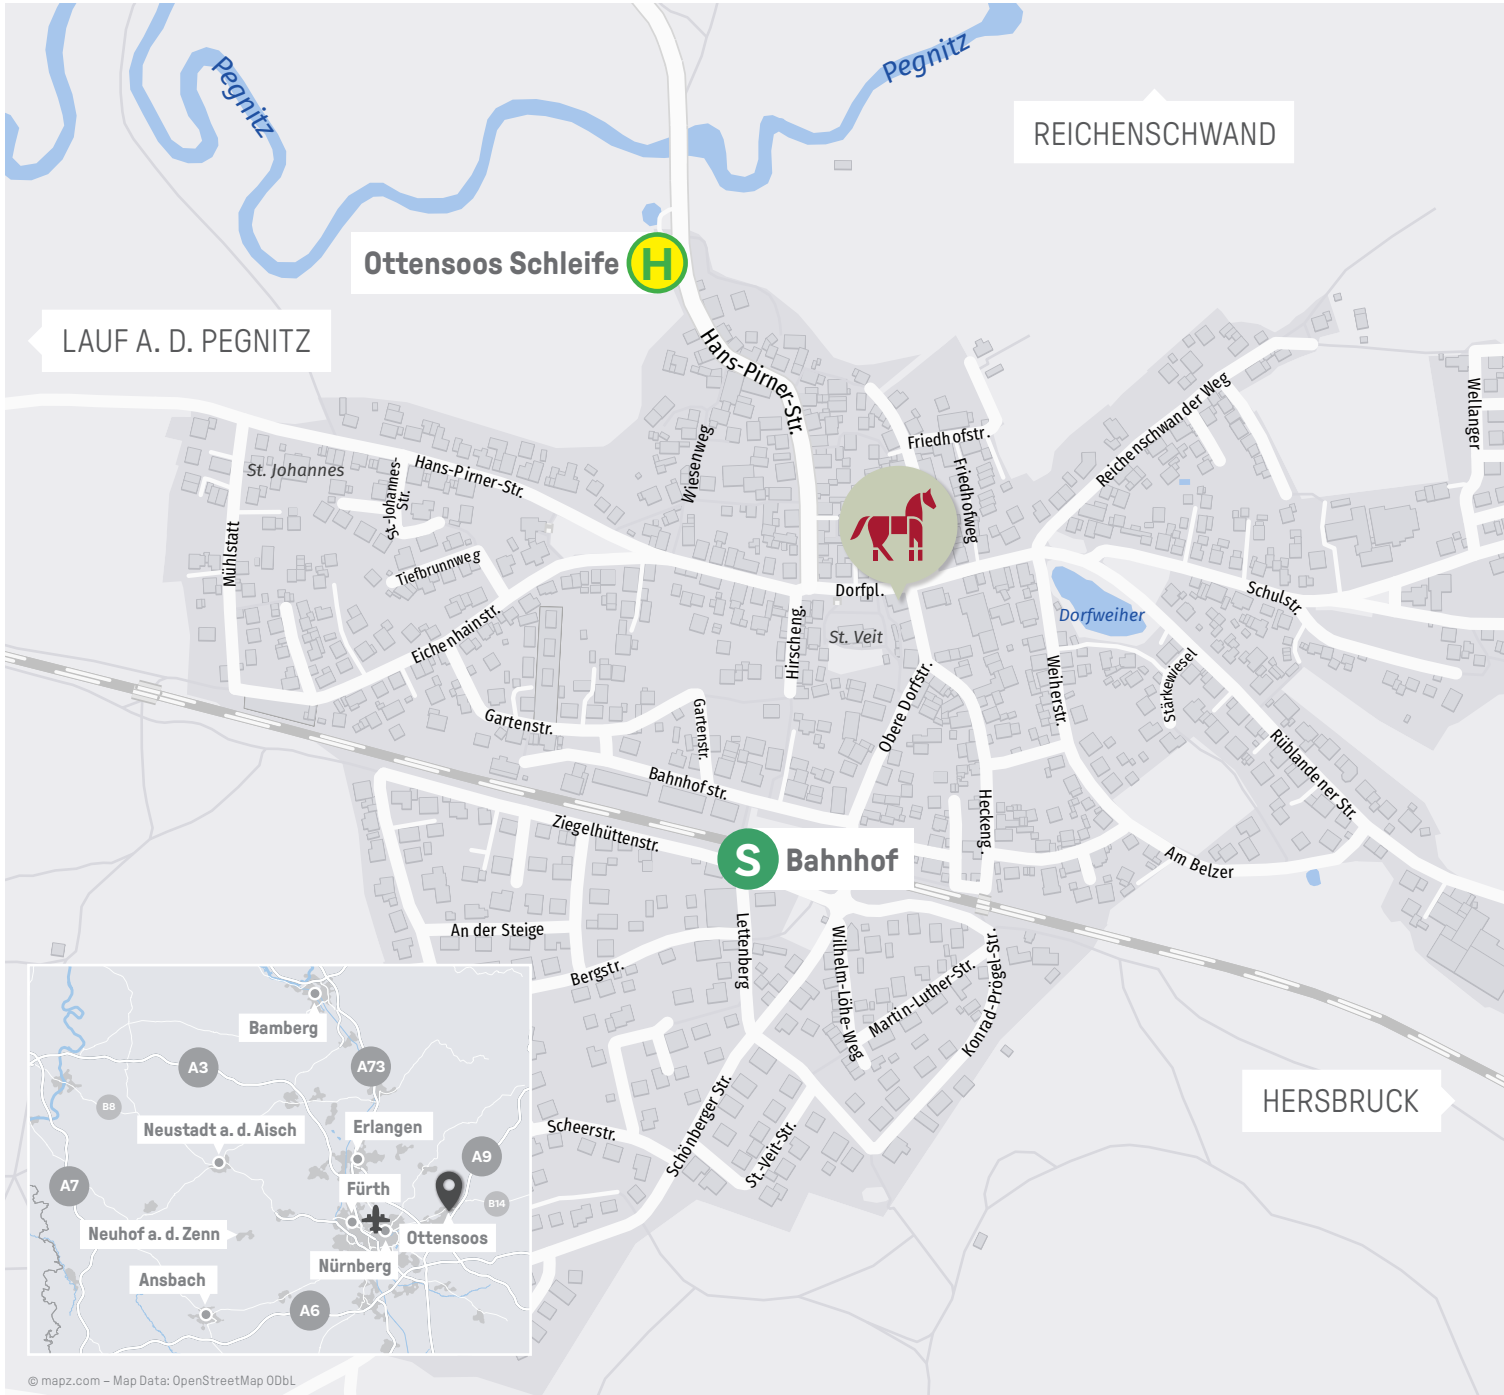 Pegnitz
Pegnitz
REICHENSCHWAND
Ottensoos Schleife H
LAUF A. D. PEGNITZ
Hans-Pirner-Str.
Wellanger
Reichenschwander Weg
Friedhofstr.
Wiesenweg
Friedhofweg
St. Johannes
St.-Johannes-
Str.
Hans-Pirner-Str.
Mühlstatt
Tiefbrunnweg
Dorfpl.
Schulstr.
Dorfweiher
Eichenhainstr.
Hirscheng.
St. Veit
Stärkewiesel
Weiherstr.
Obere Dorfstr.
Gartenstr.
Gartenstr.
Rüblandener Str.
Bahnhofstr.
Heckeng.
Ziegelhüttenstr.
S Bahnhof
Am Belzer
An der Steige
Lettenberg
Wilhelm-Löhe-Weg
Bergstr.
Martin-Luther-Str.
Konrad-Prögel-Str.
HERSBRUCK
Scheerstr.
Schönberger Str.
St.-Veit-Str.
Bamberg
A3
A73
B8
Neustadt a. d. Aisch
Erlangen
A9
A7
Fürth
B14
Neuhof a. d. Zenn
Ottensoos
Nürnberg
Ansbach
A6
© mapz.com – Map Data: OpenStreetMap ODbL